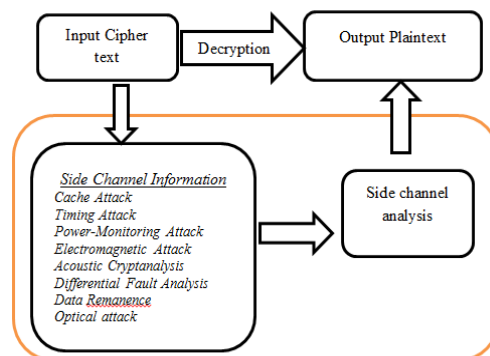 Input Cipher
text
Decryption
Output Plaintext
Side Channel Information
Cache Attack
Timing Attack
Power-Monitoring Attack
Electromagnetic Attack
Acoustic Cryptanalysis
Differential Fault Analysis
Data Remanence
Optical attack
Side channel
analysis